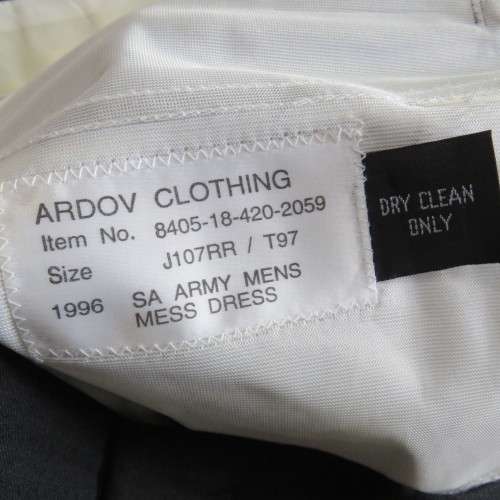 ARDOV CLOTHING
Item No. 8405-18-420-2059
Size J107RR / T97
1996 SA ARMY MENS
MESS DRESS
DRY CLEAN
ONLY